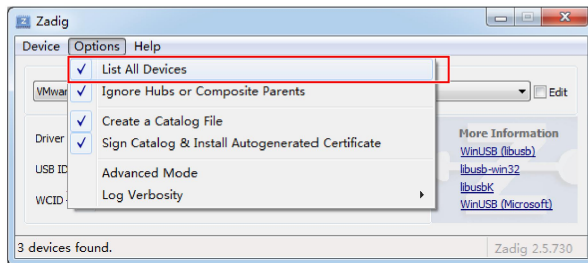 Zadig
Device Options Help
List All Devices
Ignore Hubs or Composite Parents
Edit
Create a Catalog File
Sign Catalog & Install Autogenerated Certificate
Advanced Mode
Log Verbosity
Driver
USB ID
WCID
More Information
WinUSB (libusb)
libusb-win32
libusbK
WinUSB (Microsoft)
3 devices found.
Zadig 2.5.730